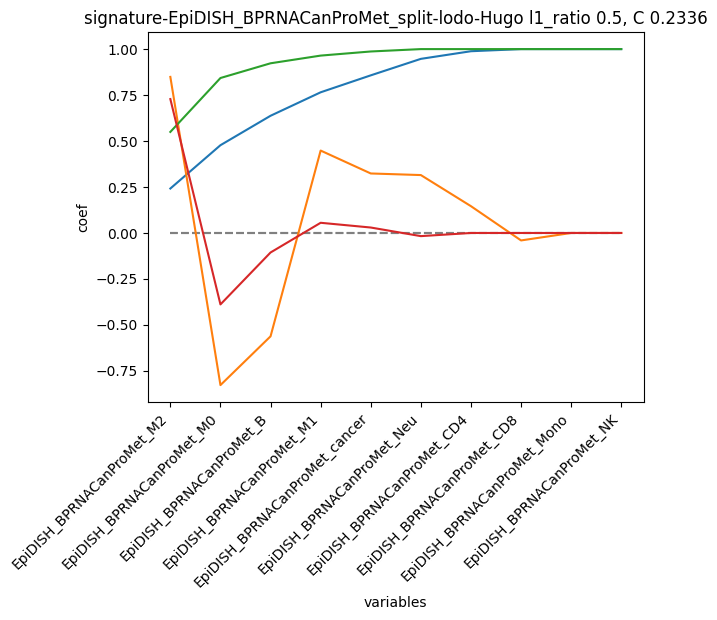 signature-EpiDISH_BPRNACanProMet_split-lodo-Hugo l1_ratio 0.5, C 0.2336
1.00
0.75
0.50
0.25
0.00
−0.25
−0.50
−0.75
coef
EpiDISH_BPRNACanProMet_M2
EpiDISH_BPRNACanProMet_M0
EpiDISH_BPRNACanProMet_B
EpiDISH_BPRNACanProMet_M1
EpiDISH_BPRNACanProMet_cancer
EpiDISH_BPRNACanProMet_Neu
EpiDISH_BPRNACanProMet_CD4
EpiDISH_BPRNACanProMet_CD8
EpiDISH_BPRNACanProMet_Mono
EpiDISH_BPRNACanProMet_NK
variables